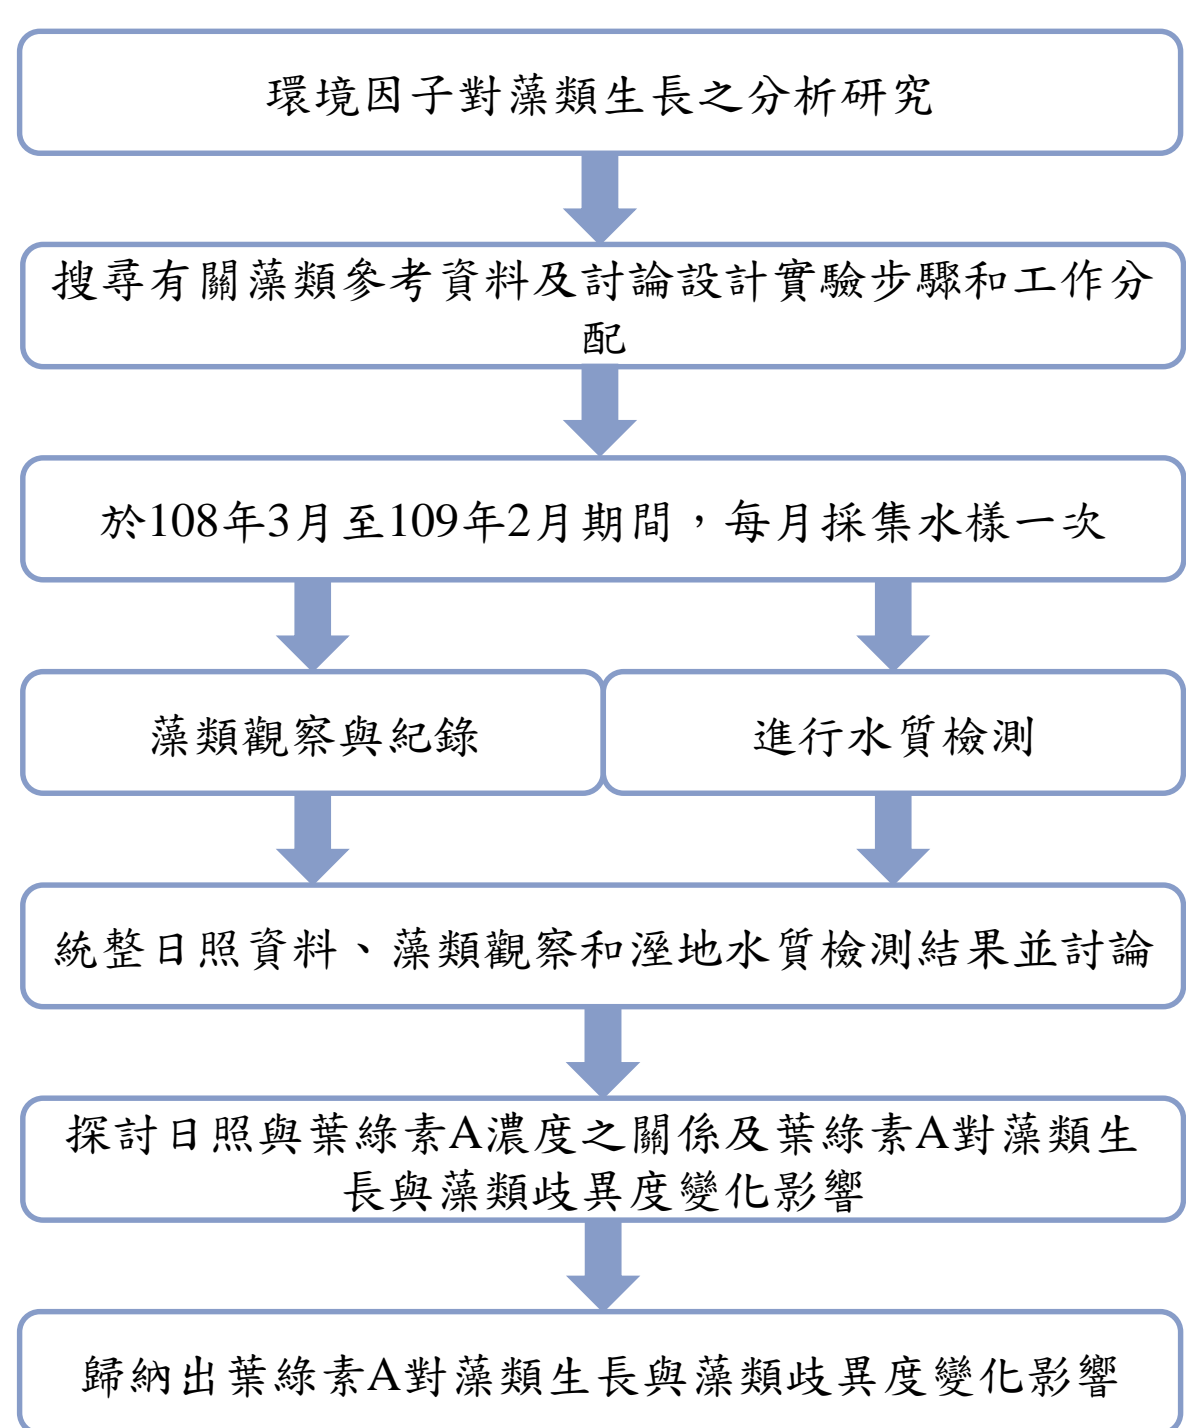 環境因子對藻類生長之分析研究
搜尋有關藻類參考資料及討論設計實驗步驟和工作分
配
於108年3月至109年2月期間，每月採集水樣一次
藻類觀察與紀錄
進行水質檢測
統整日照資料、藻類觀察和溼地水質檢測結果並討論
探討日照與葉綠素A濃度之關係及葉綠素A對藻類生
長與藻類歧異度變化影響
歸納出葉綠素A對藻類生長與藻類歧異度變化影響